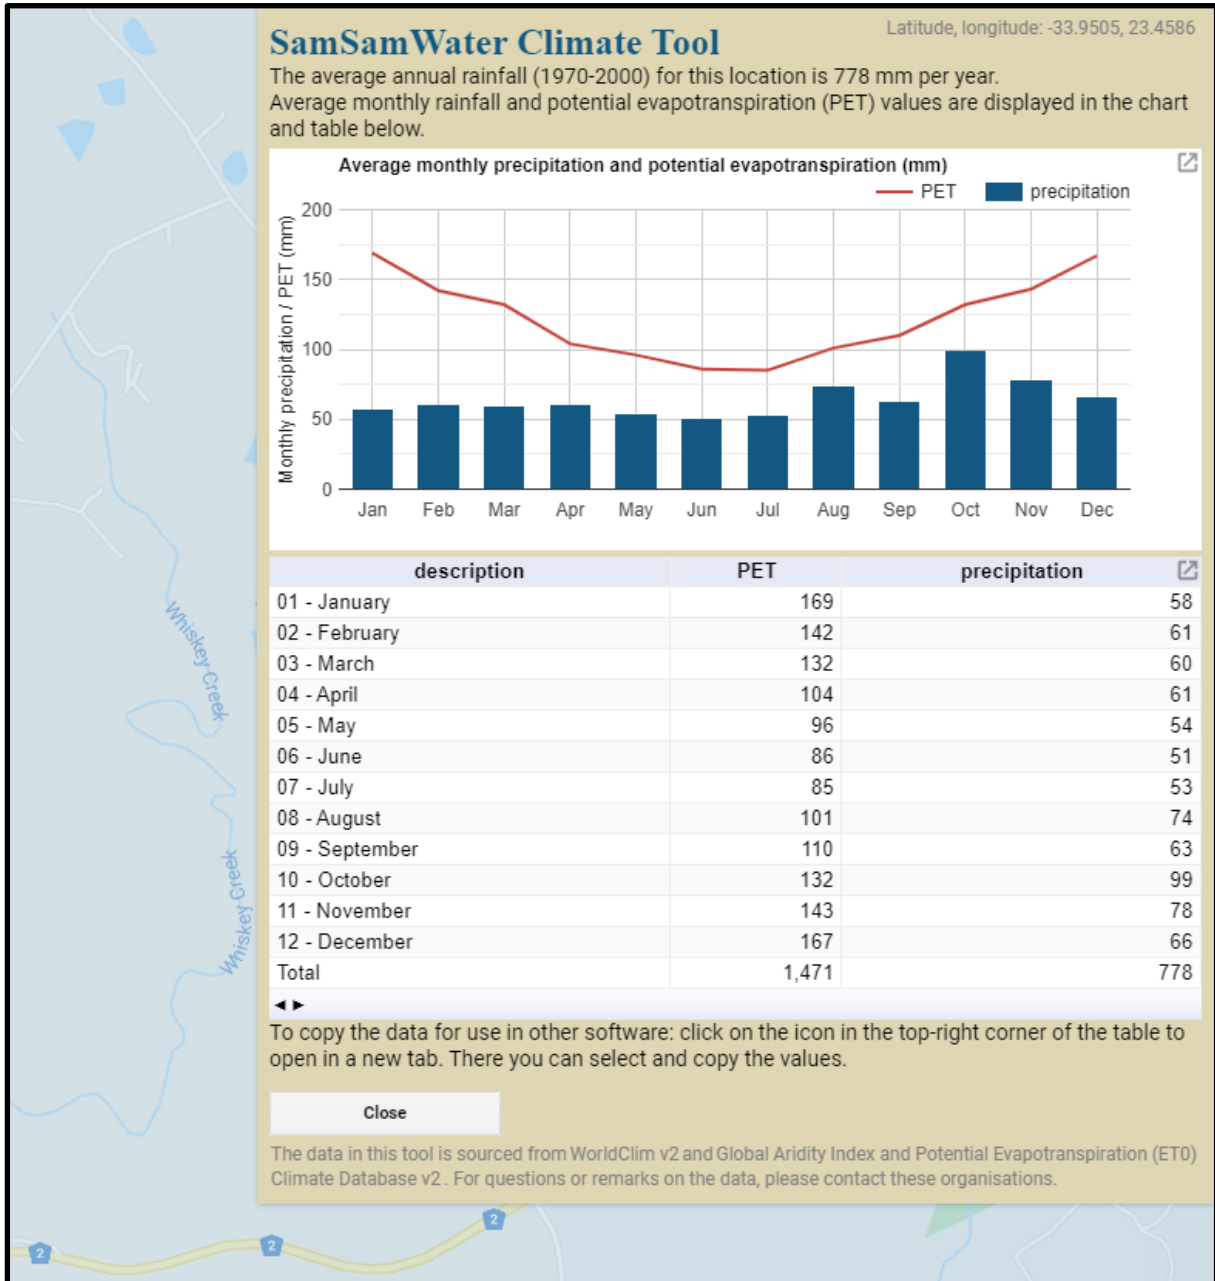 Latitude, longitude: -33.9505, 23.4586
SamSamWater Climate Tool
The average annual rainfall (1970-2000) for this location is 778 mm per year.
Average monthly rainfall and potential evapotranspiration (PET) values are displayed in the chart
and table below.
Average monthly precipitation and potential evapotranspiration (mm)
PET precipitation
Monthly precipitation / PET (mm)
200
150
100
50
0
Jan Feb Mar Apr May Jun Jul Aug Sep Oct Nov Dec
description PET precipitation
01 - January 169 58
02 - February 142 61
03 - March 132 60
04 - April 104 61
05 - May 96 54
06 - June 86 51
07 - July 85 53
08 - August 101 74
09 - September 110 63
10 - October 132 99
11 - November 143 78
12 - December 167 66
Total 1,471 778
To copy the data for use in other software: click on the icon in the top-right corner of the table to
open in a new tab. There you can select and copy the values.
Close
The data in this tool is sourced from WorldClim v2 and Global Aridity Index and Potential Evapotranspiration (ET0)
Climate Database v2. For questions or remarks on the data, please contact these organisations.
Whiskey Creek
Whiskey Creek
2
2
2